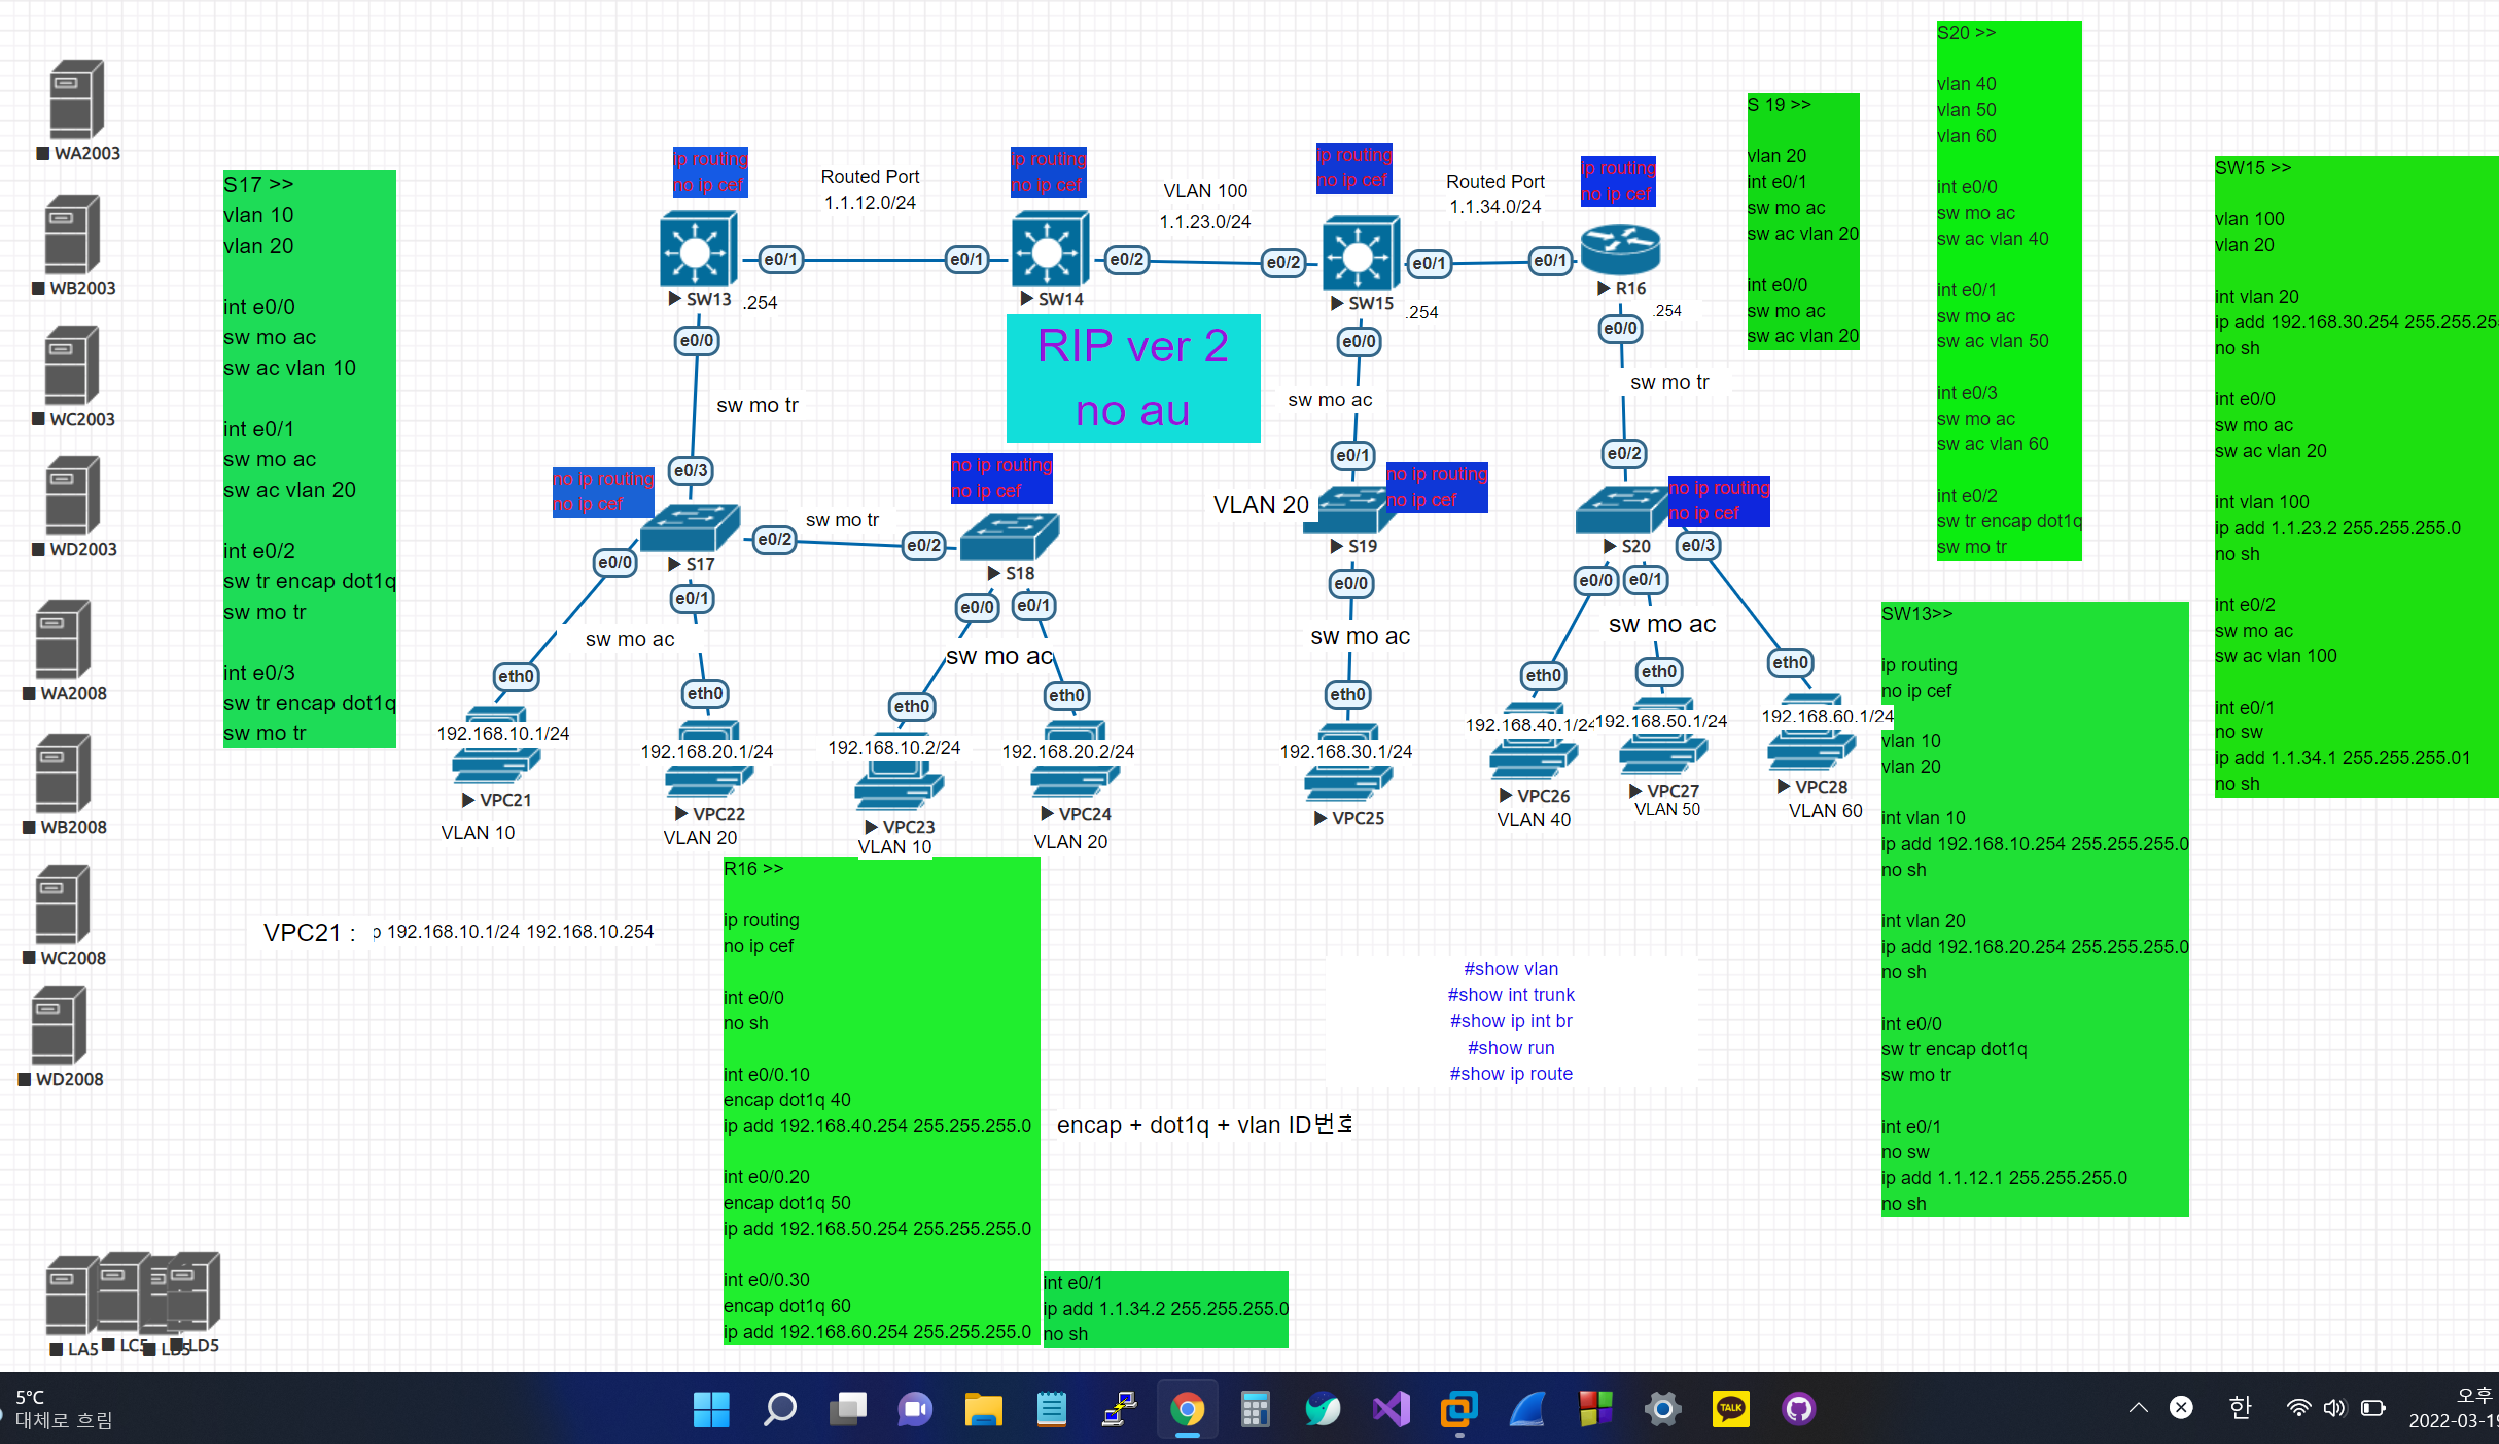 WA2003
WB2003
WC2003
WD2003
WA2008
WB2008
WC2008
WD2008
LA5
LC5
LD5
S17 >>
vlan 10
vlan 20
int e0/0
sw mo ac
sw ac vlan 10
int e0/1
sw mo ac
sw ac vlan 20
int e0/2
sw tr encap dot1q
sw mo tr
int e0/3
sw tr encap dot1q
sw mo tr
ip routing
no ip cef
Routed Port
1.1.12.0/24
ip routing
no ip cef
VLAN 100
1.1.23.0/24
ip routing
no ip cef
Routed Port
1.1.34.0/24
ip routing
no ip cef
e0/1
e0/1
e0/2
e0/2
e0/1
e0/1
SW13
.254
SW14
SW15
.254
R16
.254
e0/0
e0/0
e0/0
RIP ver 2
no au
sw mo tr
sw mo ac
sw mo tr
e0/3
e0/1
e0/2
no ip routing
no ip cef
no ip routing
no ip cef
no ip routing
no ip cef
no ip routing
no ip cef
VLAN 20
sw mo tr
e0/2
e0/2
S17
S18
S19
S20
e0/0
e0/1
e0/0
e0/1
e0/0
e0/0
e0/1
e0/3
sw mo ac
sw mo ac
sw mo ac
sw mo ac
eth0
eth0
eth0
eth0
eth0
eth0
eth0
eth0
192.168.10.1/24
192.168.20.1/24
192.168.10.2/24
192.168.20.2/24
192.168.30.1/24
192.168.40.1/24
192.168.50.1/24
192.168.60.1/24
VPC21
VPC22
VPC23
VPC24
VPC25
VPC26
VPC27
VPC28
VLAN 10
VLAN 20
VLAN 10
VLAN 20
VLAN 40
VLAN 50
VLAN 60
S 19 >>
vlan 20
int e0/1
sw mo ac
sw ac vlan 20
int e0/0
sw mo ac
sw ac vlan 20
S20 >>
vlan 40
vlan 50
vlan 60
int e0/0
sw mo ac
sw ac vlan 40
int e0/1
sw mo ac
sw ac vlan 50
int e0/3
sw mo ac
sw ac vlan 60
int e0/2
sw tr encap dot1q
sw mo tr
SW15 >>
vlan 100
vlan 20
int vlan 20
ip add 192.168.30.254 255.255.25
no sh
int e0/0
sw mo ac
sw ac vlan 20
int vlan 100
ip add 1.1.23.2 255.255.255.0
no sh
int e0/2
sw mo ac
sw ac vlan 100
int e0/1
no sw
ip add 1.1.34.1 255.255.255.01
no sh
SW13>>
ip routing
no ip cef
vlan 10
vlan 20
int vlan 10
ip add 192.168.10.254 255.255.255.0
no sh
int vlan 20
ip add 192.168.20.254 255.255.255.0
no sh
int e0/0
sw tr encap dot1q
sw mo tr
int e0/1
no sw
ip add 1.1.12.1 255.255.255.0
no sh
VPC21 : p 192.168.10.1/24 192.168.10.254
R16 >>
ip routing
no ip cef
int e0/0
no sh
int e0/0.10
encap dot1q 40
ip add 192.168.40.254 255.255.255.0
int e0/0.20
encap dot1q 50
ip add 192.168.50.254 255.255.255.0
int e0/0.30
encap dot1q 60
ip add 192.168.60.254 255.255.255.0
encap + dot1q + vlan ID번호
int e0/1
ip add 1.1.34.2 255.255.255.0
no sh
#show vlan
#show int trunk
#show ip int br
#show run
#show ip route
5°C
대체로 흐림
TALK
한
오후
2022-03-19